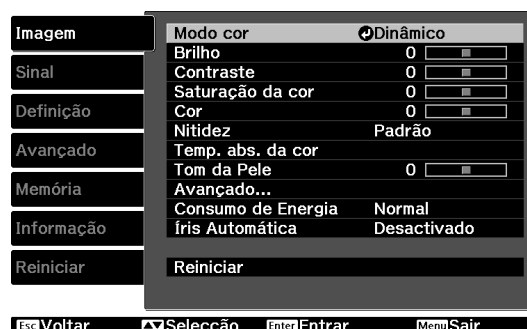 Imagem
Sinal
Definição
Avançado
Memória
Informação
Reiniciar
Modo cor Dinâmico
Brilho 0
Contraste 0
Saturação da cor 0
Cor 0
Nitidez Padrão
Temp. abs. da cor
Tom da Pele 0
Avançado...
Consumo de Energia Normal
Íris Automática Desactivado
Reiniciar
Esc Voltar Selecção Enter Entrar Menu Sair